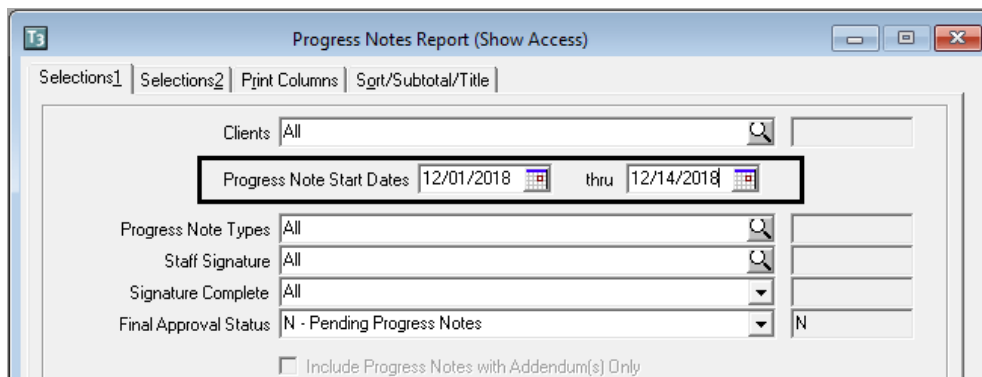 T3 Progress Notes Report (Show Access)
Selections1 Selections2 Print Columns Sort/Subtotal/Title
Clients All
Progress Note Start Dates 12/01/2018 thru 12/14/2018
Progress Note Types All
Staff Signature All
Signature Complete All
Final Approval Status N - Pending Progress Notes N
Include Progress Notes with Addendum(s) Only